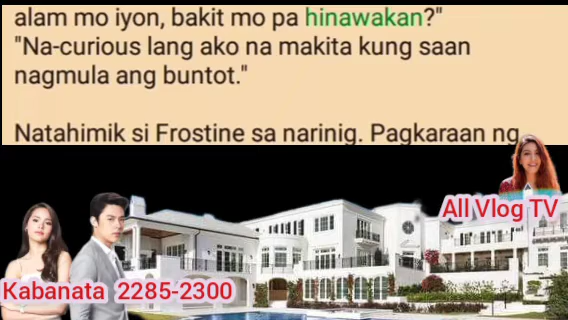 alam mo iyon, bakit mo pa hinawakan?"
"Na-curious lang ako na makita kung saan
nagmula ang buntot."
Natahimik si Frostine sa narinig. Pagkaraan ng
All Vlog TV
Kabanata 2285-2300